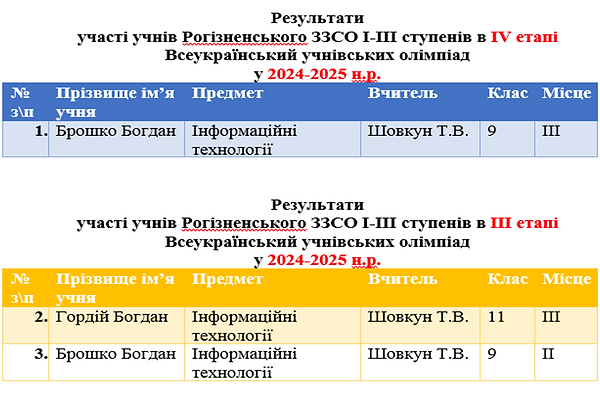 Результати
участі учнів Рогізненського ЗЗСО І-ІІІ ступенів в IV етапі
Всеукраїнський учнівських олімпіад
у 2024-2025 н.р.
№ з\п Прізвище ім’я учня Предмет Вчитель Клас Місце
1. Брошко Богдан Інформаційні технології Шовкун Т.В. 9 ІІІ
Результати
участі учнів Рогізненського ЗЗСО І-ІІІ ступенів в ІІІ етапі
Всеукраїнський учнівських олімпіад
у 2024-2025 н.р.
№ з\п Прізвище ім’я учня Предмет Вчитель Клас Місце
2. Гордій Богдан Інформаційні технології Шовкун Т.В. 11 ІІІ
3. Брошко Богдан Інформаційні технології Шовкун Т.В. 9 ІІ